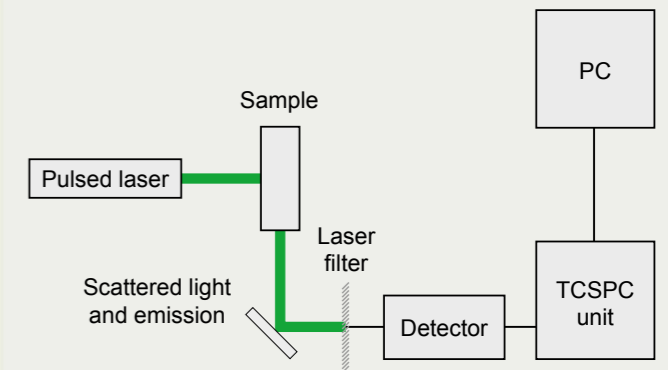 PC
Sample
Pulsed laser
Laser
filter
Scattered light
and emission
Detector
TCSPC
unit